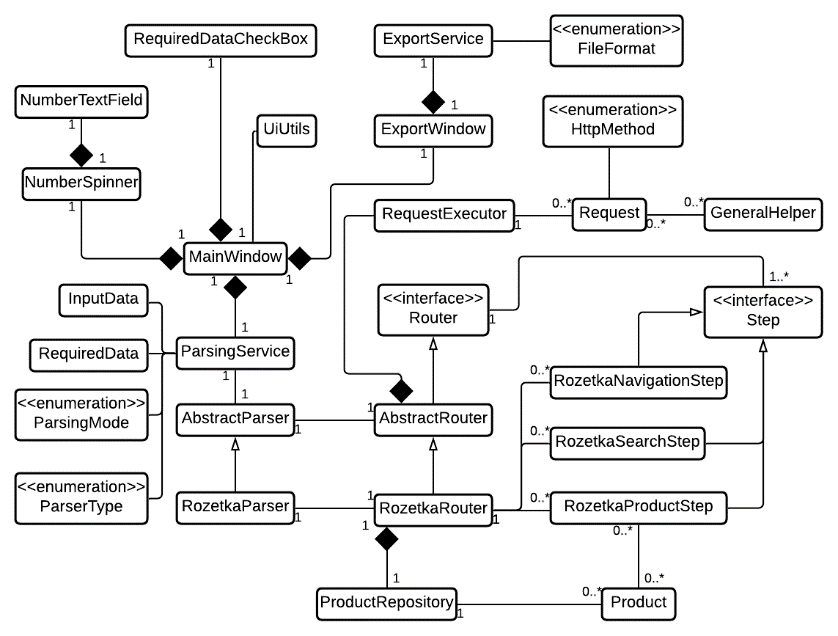 RequiredDataCheckBox
1
ExportService
1
<<enumeration>>
FileFormat
NumberTextField
1
1
NumberSpinner
1
UiUtils
1
ExportWindow
1
<<enumeration>>
HttpMethod
RequestExecutor
1
0..*
Request
0..*
0..*
GeneralHelper
1
1
MainWindow
1
1
InputData
RequiredData
<<enumeration>>
ParsingMode
<<enumeration>>
ParserType
1
ParsingService
1
1
AbstractParser
1
<<interface>>
Router
1
1..*
<<interface>>
Step
1
AbstractRouter
0..*
RozetkaNavigationStep
0..*
RozetkaSearchStep
RozetkaParser
1
1
RozetkaRouter
1
1
0..*
RozetkaProductStep
0..*
1
ProductRepository
1
0..*
0..*
Product